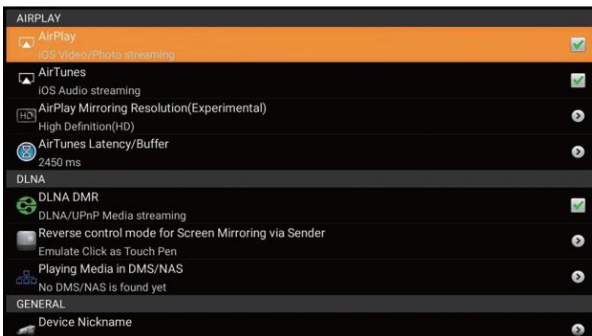 AIRPLAY
AirPlay
iOS Video/Photo streaming
AirTunes
iOS Audio streaming
HD
AirPlay Mirroring Resolution(Experimental)
High Definition(HD)
AirTunes Latency/Buffer
2450 ms
DLNA
DLNA DMR
DLNA/UPnP Media streaming
Reverse control mode for Screen Mirroring via Sender
Emulate Click as Touch Pen
Playing Media in DMS/NAS
No DMS/NAS is found yet
GENERAL
Device Nickname